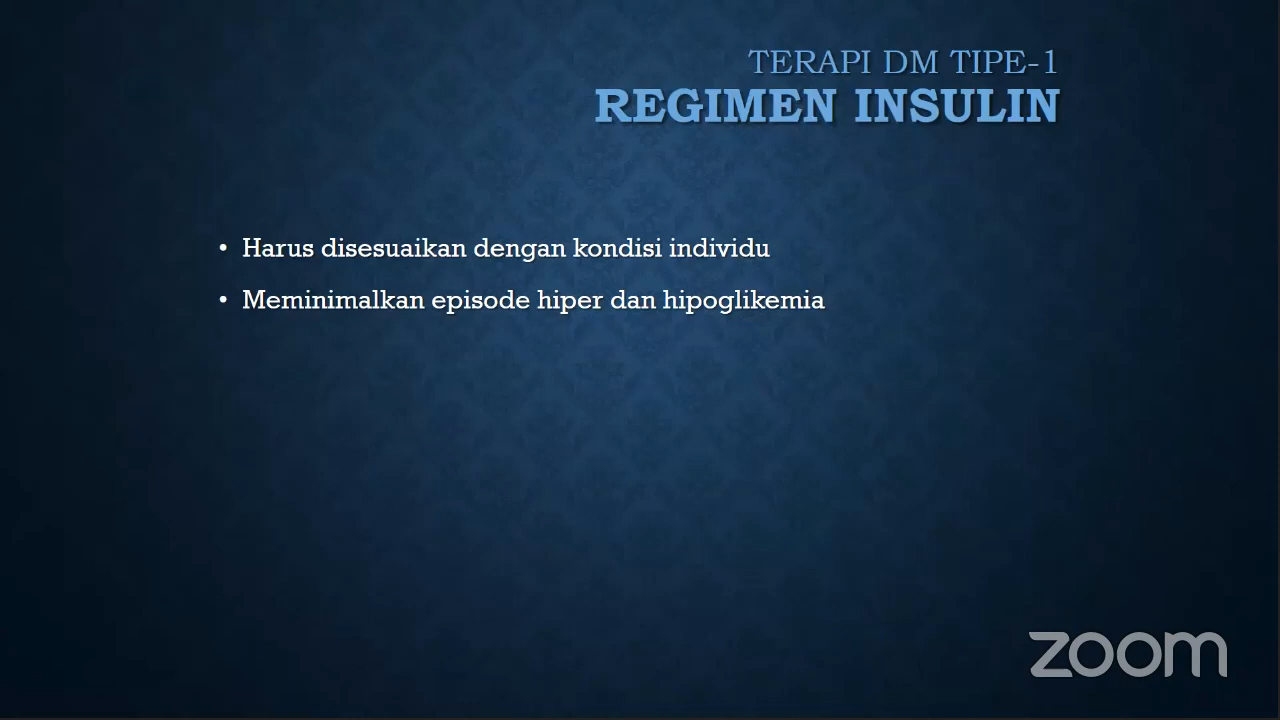 TERAPI DM TIPE-1
REGIMEN INSULIN
• Harus disesuaikan dengan kondisi individu
• Meminimalkan episode hiper dan hipoglikemia
zoom